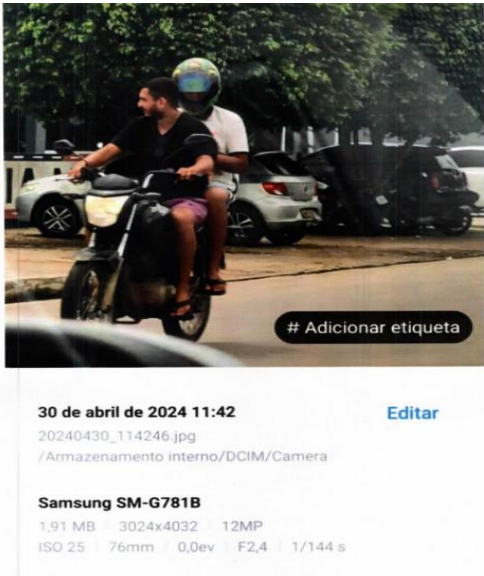 # Adicionar etiqueta
30 de abril de 2024 11:42
Editar
20240430_114246.jpg
/Armazenamento interno/DCIM/Camera
Samsung SM-G781B
1,91 MB 3024x4032 12MP
ISO 25 76mm 0,0ev F2,4 1/144 s